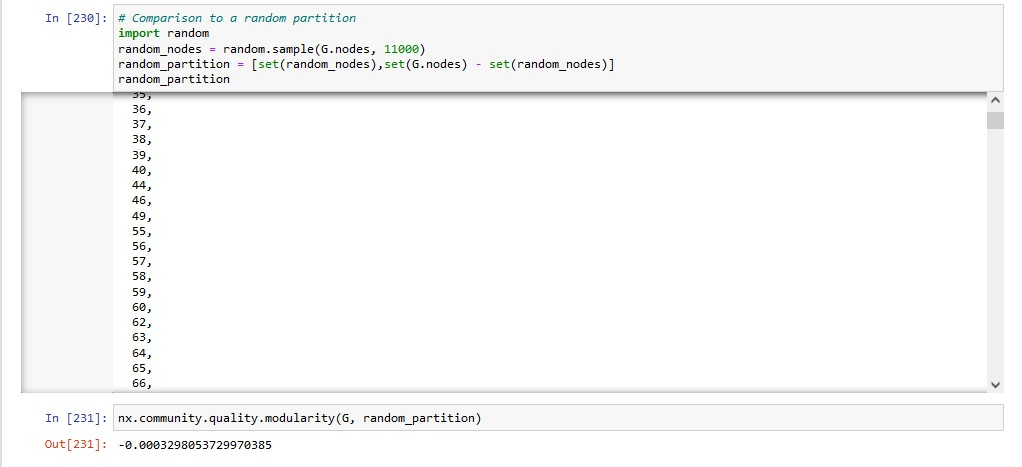 In [230]: # Comparison to a random partition
import random
random_nodes = random.sample(G.nodes, 11000)
random_partition = [set(random_nodes),set(G.nodes) - set(random_nodes)]
random_partition
35,
36,
37,
38,
39,
40,
44,
46,
49,
55,
56,
57,
58,
59,
60,
62,
63,
64,
65,
66,
In [231]: nx.community.quality.modularity(G, random_partition)
Out[231]: -0.0003298053729970385